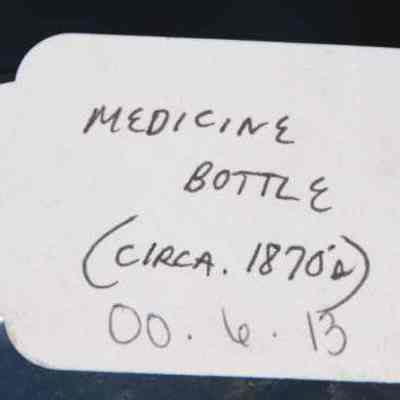 MEDICINE
BOTTLE
(CIRCA. 1870's)
00.6.13